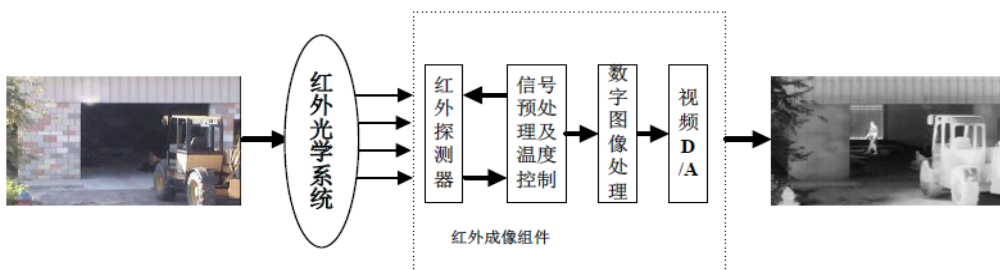 红外光学系统
红外探测器
信号
预处
理及
温度
控制
数字图像处理
视频
D
/A
红外成像组件